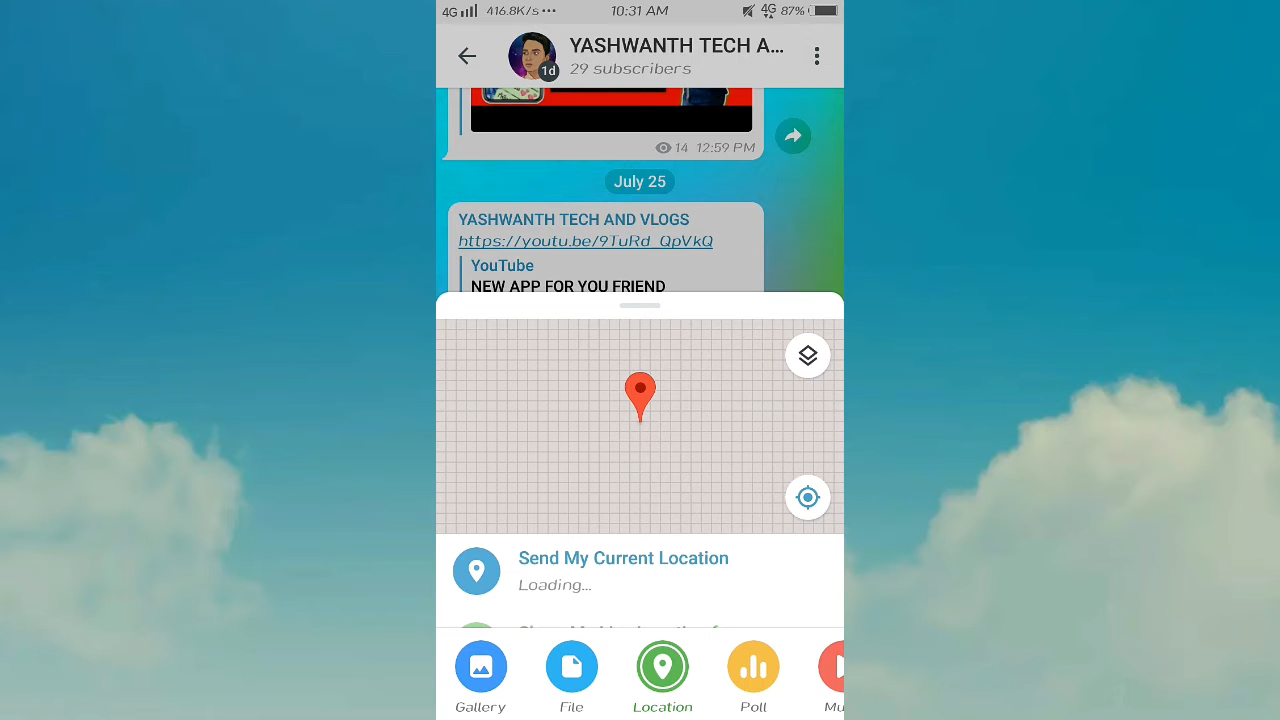 4G 416.8K/s ••• 10:31 AM 4G 87%
YASHWANTH TECH A...
29 subscribers
1d
14 12:59 PM
July 25
YASHWANTH TECH AND VLOGS
https://youtu.be/9TuRd_QpVkQ
YouTube
NEW APP FOR YOU FRIEND
Send My Current Location
Loading...
Gallery File Location Poll Mu